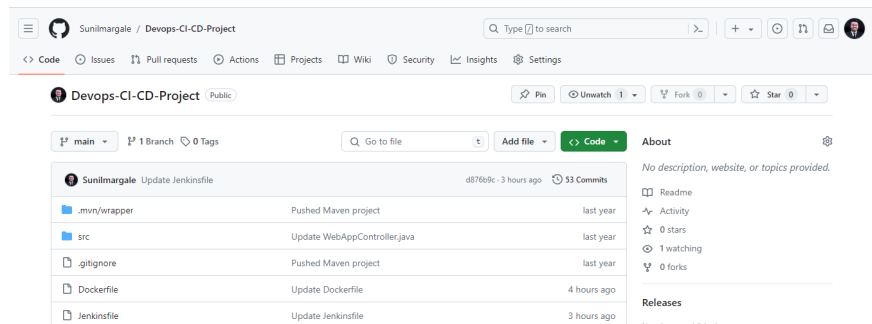 Sunilmargale / Devops-CI-CD-Project
Type / to search
Code
Issues
Pull requests
Actions
Projects
Wiki
Security
Insights
Settings
Devops-CI-CD-Project Public
Pin
Unwatch 1
Fork 0
Star 0
main
1 Branch
0 Tags
Go to file t
Add file
<> Code
Sunilmargale Update Jenkinsfile d876b9c · 3 hours ago 53 Commits
.mvn/wrapper Pushed Maven project last year
src Update WebAppController.java last year
.gitignore Pushed Maven project last year
Dockerfile Update Dockerfile 4 hours ago
Jenkinsfile Update Jenkinsfile 3 hours ago
About
No description, website, or topics provided.
Readme
Activity
0 stars
1 watching
0 forks
Releases